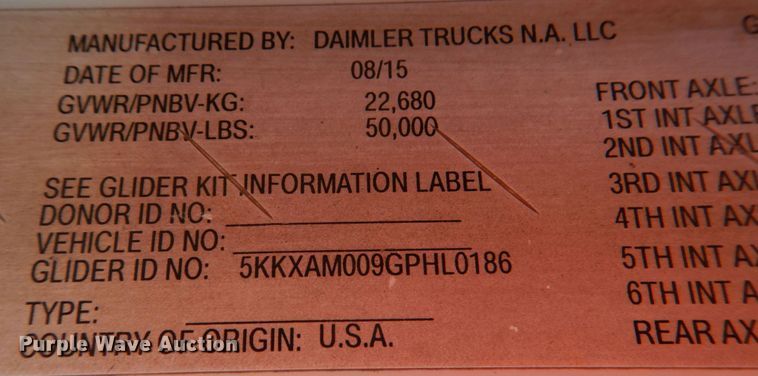 MANUFACTURED BY: DAIMLER TRUCKS N.A. LLC
DATE OF MFR: 08/15
GVWR/PNBV-KG: 22,680
GVWR/PNBV-LBS: 50,000
SEE GLIDER KIT INFORMATION LABEL
DONOR ID NO:
VEHICLE ID NO:
GLIDER ID NO: 5KKXAM009GPHL0186
TYPE:
COUNTRY OF ORIGIN: U.S.A.
G
FRONT AXLE:
1ST INT AXLE
2ND INT AXL
3RD INT AXL
4TH INT AX
5TH INT AX
6TH INT A
REAR AX
Purple Wave Auction